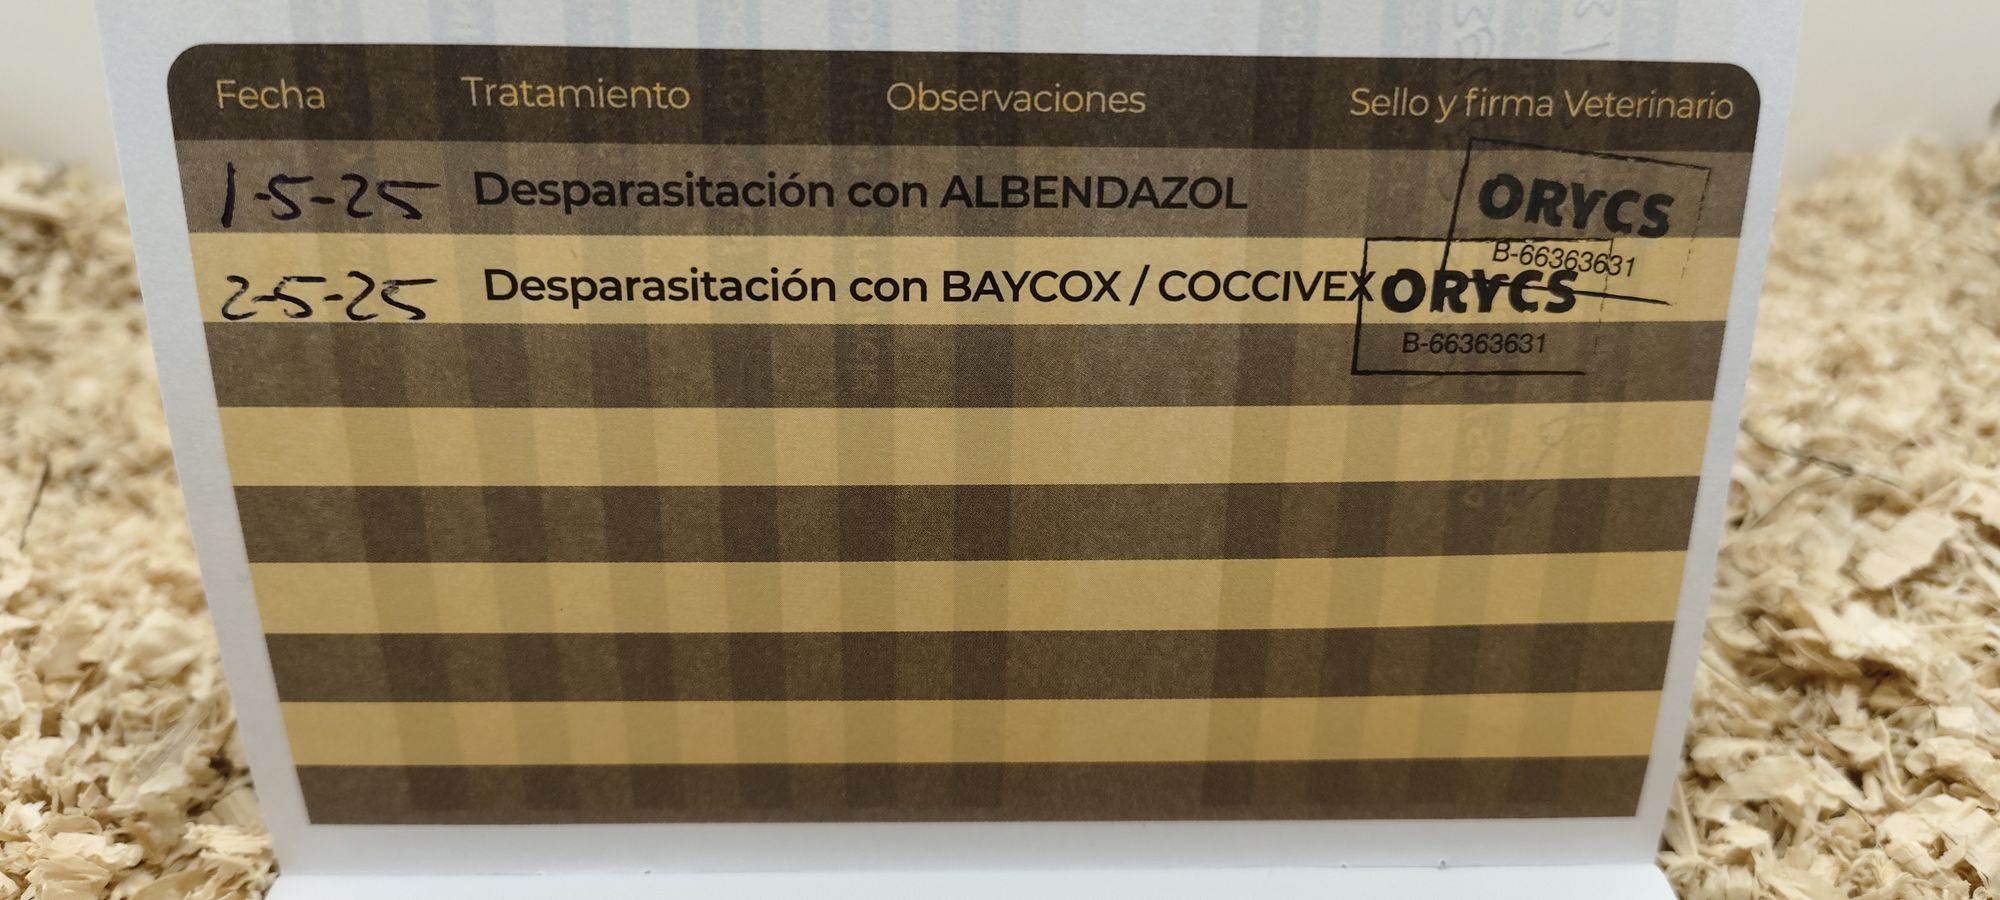 Fecha Tratamiento Observaciones Sello y firma Veterinario
1-5-25 Desparasitación con ALBENDAZOL ORYCS
B-66363631
2-5-25 Desparasitación con BAYCOX / COCCIVEX ORYCS
B-66363631